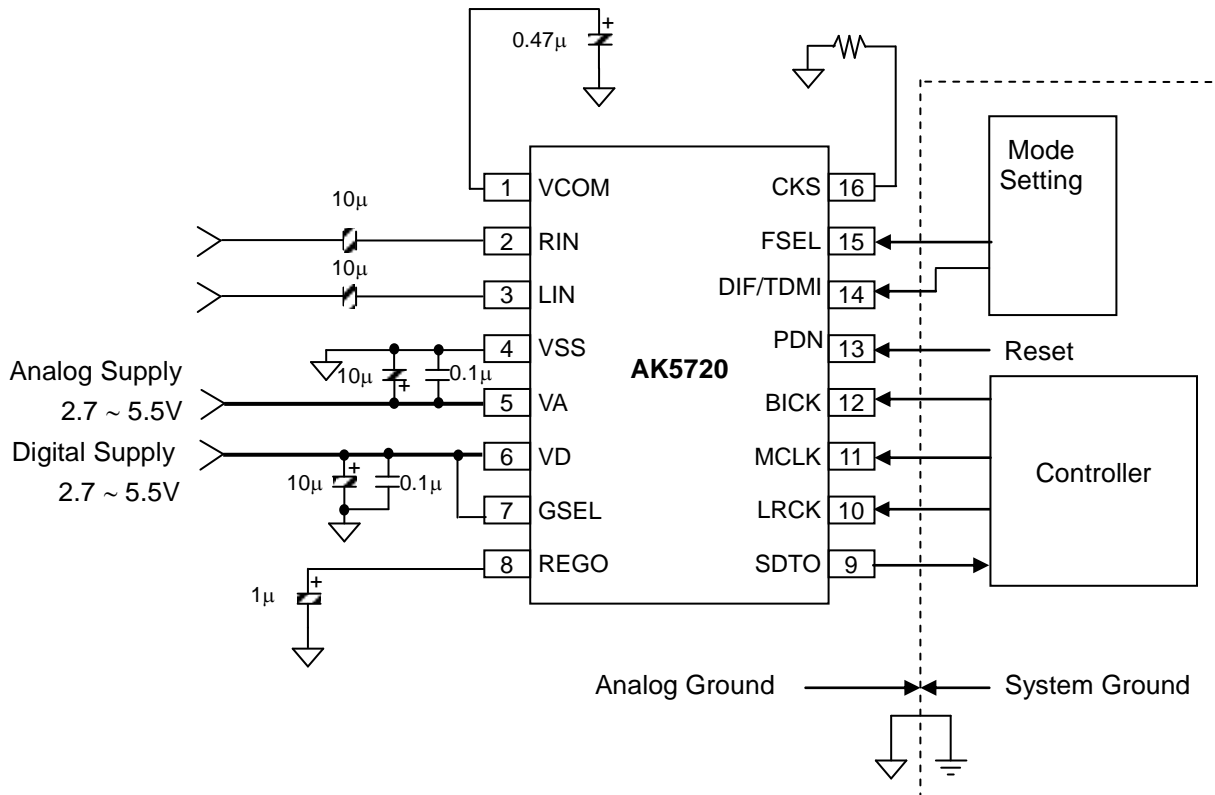 0.47μ
+
Mode
Setting
1 VCOM
CKS 16
10μ
2 RIN
FSEL 15
10μ
3 LIN
DIF/TDMI 14
4 VSS
PDN 13
Reset
AK5720
Analog Supply
2.7 ~ 5.5V
10μ
+
0.1μ
5 VA
BICK 12
Digital Supply
2.7 ~ 5.5V
6 VD
MCLK 11
Controller
10μ
+
0.1μ
7 GSEL
LRCK 10
8 REGO
SDTO 9
1μ
+
Analog Ground
System Ground